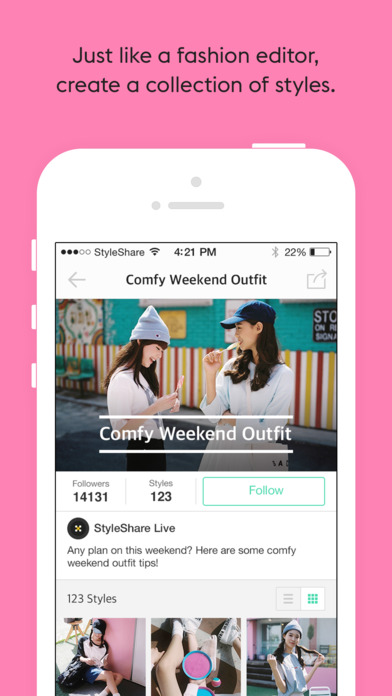 Just like a fashion editor,
create a collection of styles.
StyleShare 4:21 PM 22%
Comfy Weekend Outfit
STO
ON RE
SIGNA
Comfy Weekend Outfit
Followers Styles
14131 123 Follow
StyleShare Live
Any plan on this weekend? Here are some comfy
weekend outfit tips!
123 Styles